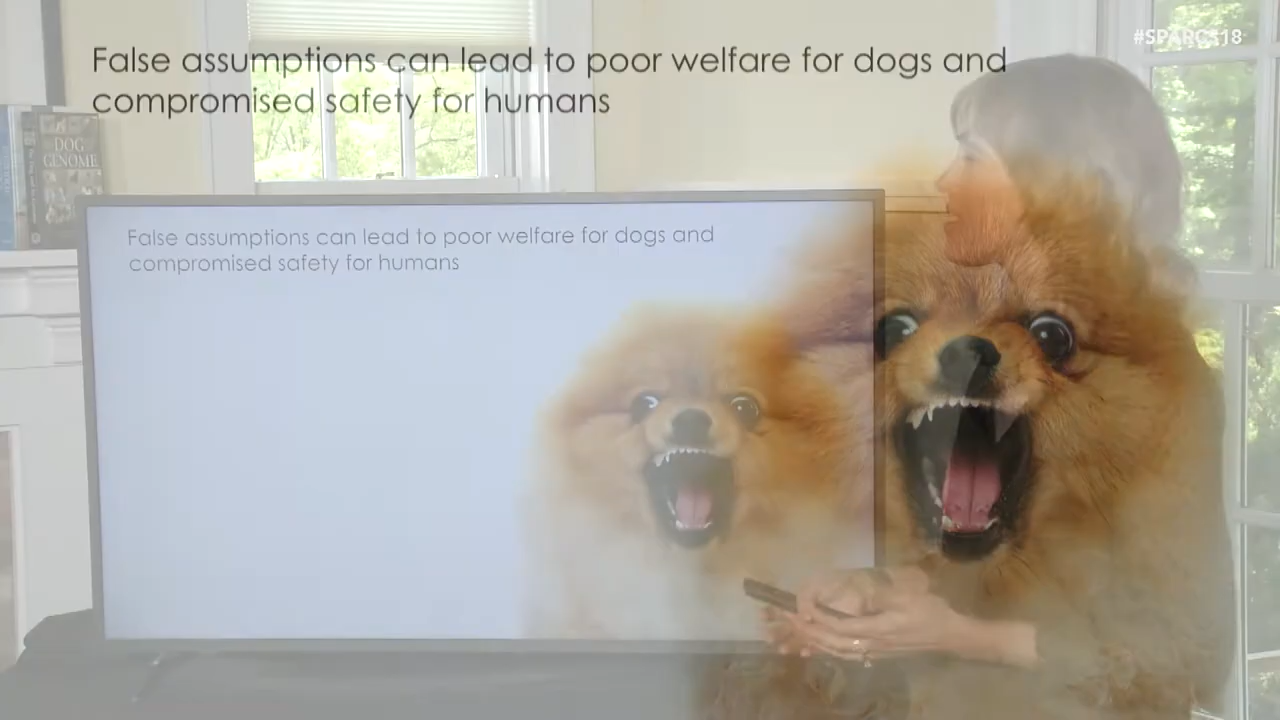 #SPARCS18
False assumptions can lead to poor welfare for dogs and
compromised safety for humans
DOG
GENOME
False assumptions can lead to poor welfare for dogs and
compromised safety for humans